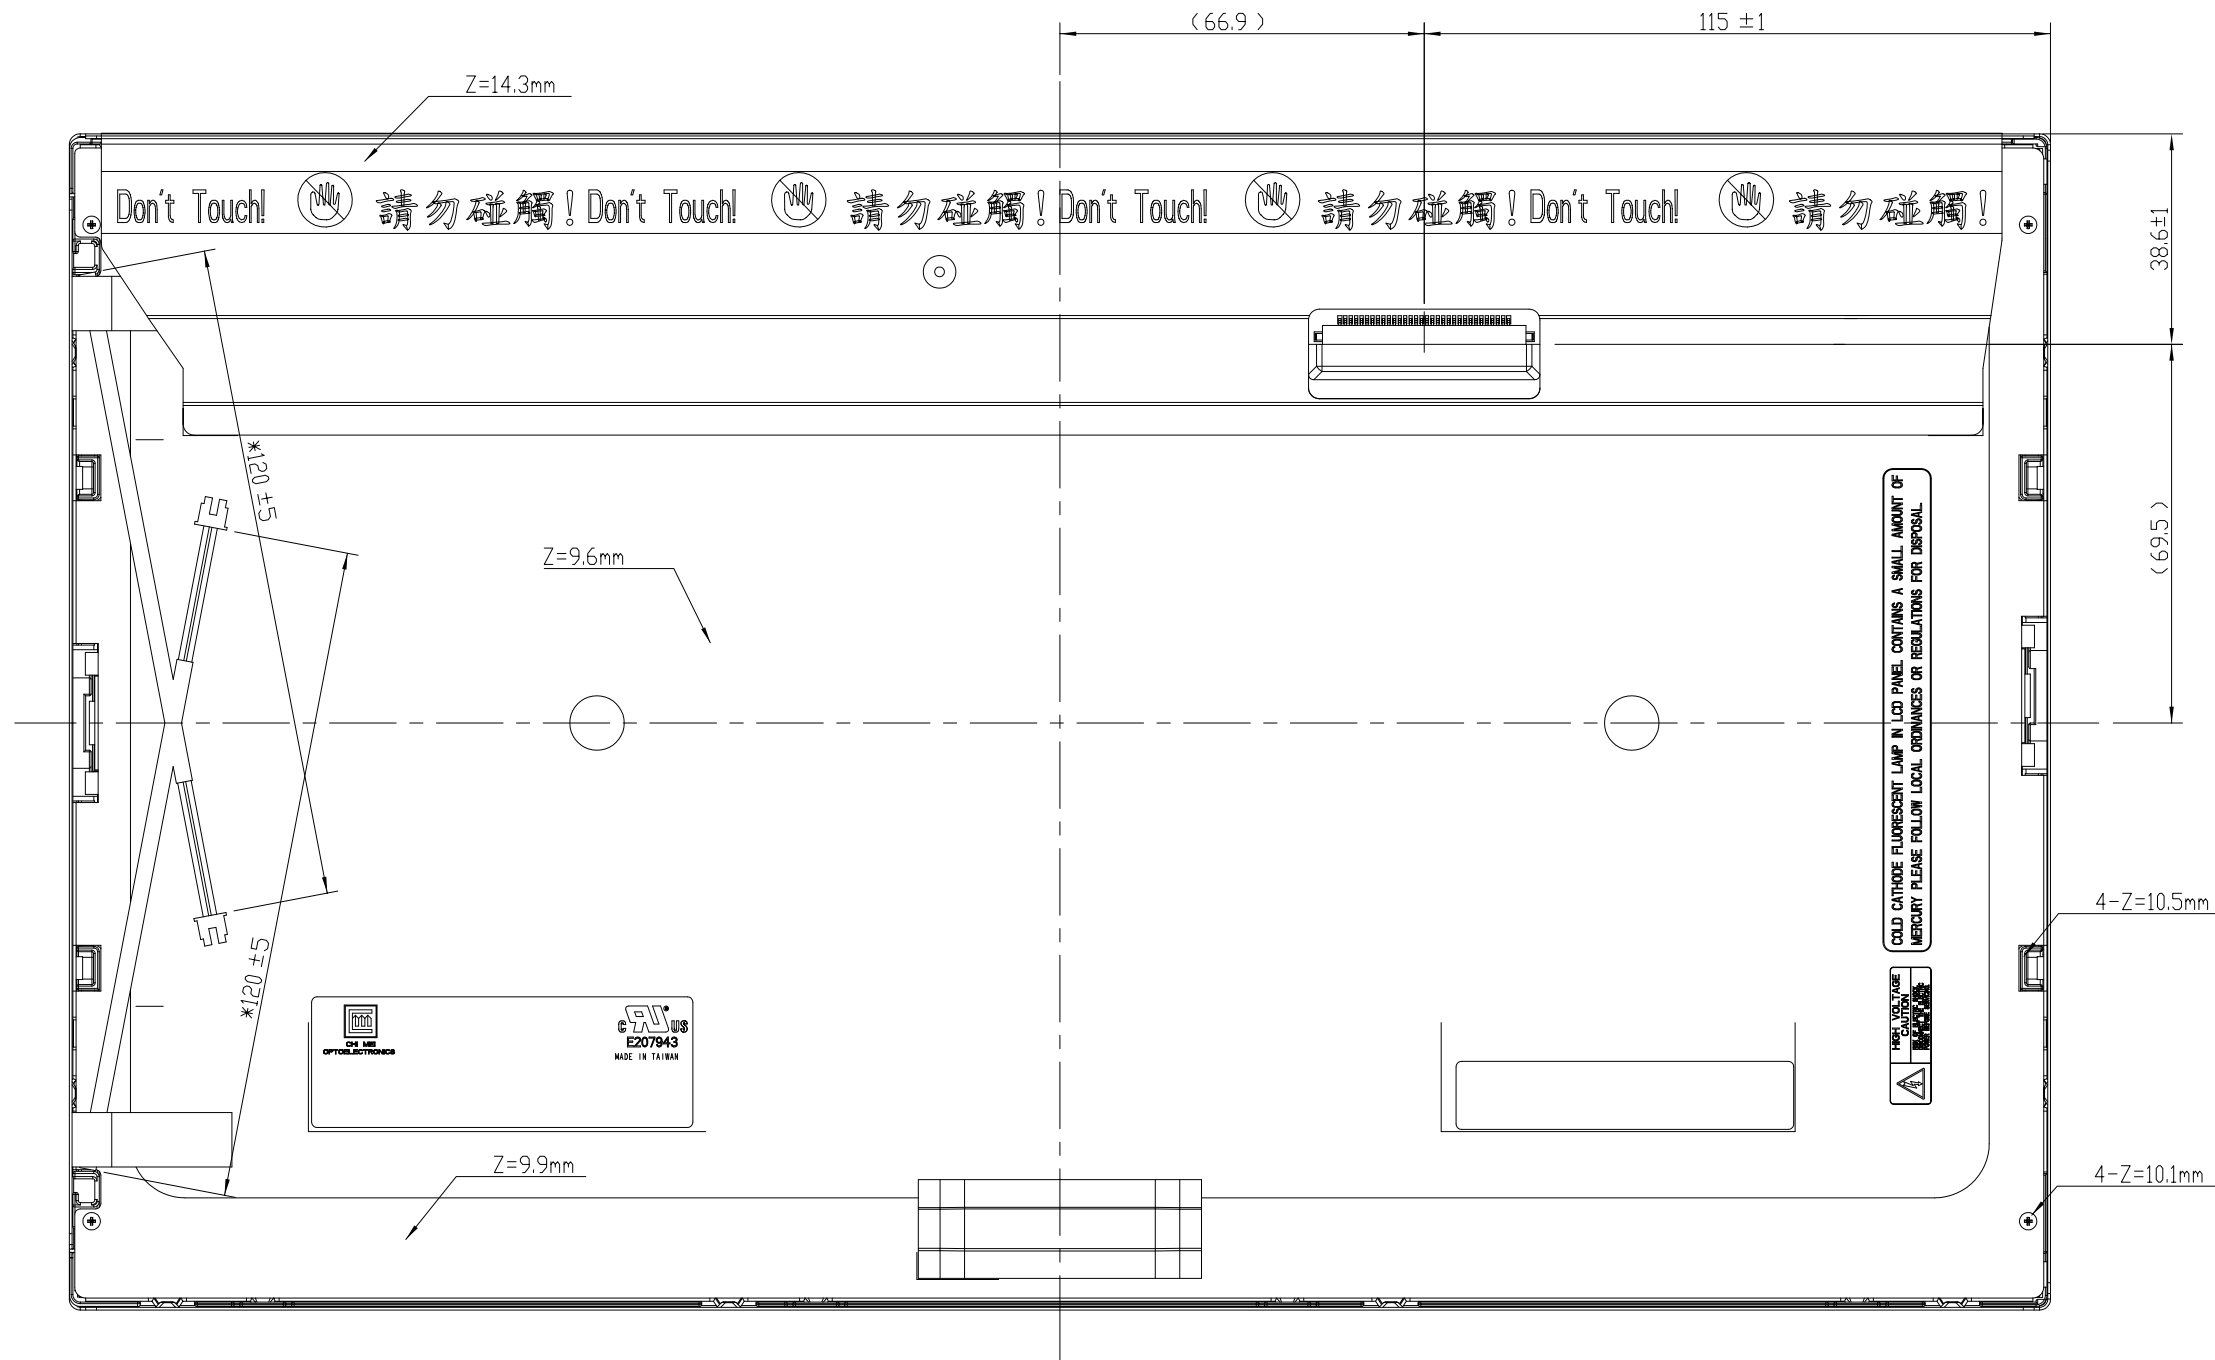 (66.9)
115 ±1
Z=14.3mm
Don't Touch! 請勿碰觸! Don't Touch! 請勿碰觸! Don't Touch! 請勿碰觸! Don't Touch! 請勿碰觸!
38.6±1
*120 ±5
(69.5)
Z=9.6mm
COLD CATHODE FLUORESCENT LAMP IN LCD PANEL CONTAINS A SMALL AMOUNT OF
MERCURY PLEASE FOLLOW LOCAL ORDINANCES OR REGULATIONS FOR DISPOSAL.
4-Z=10.5mm
*120 ±5
HIGH VOLTAGE
CAUTION
CHI MEI
OPTOELECTRONICS
c RU ® US
E207943
MADE IN TAIWAN
Z=9.9mm
4-Z=10.1mm